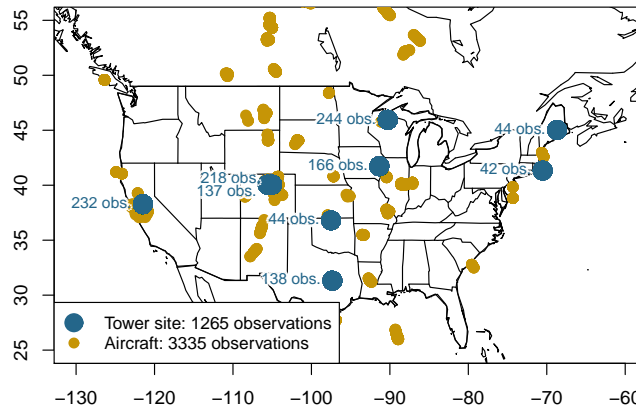 55
50
45
40
35
30
25
244 obs.
44 obs.
166 obs.
42 obs.
218 obs.
137 obs.
232 obs.
44 obs.
138 obs.
Tower site: 1265 observations
Aircraft: 3335 observations
−130 −120 −110 −100 −90 −80 −70 −60